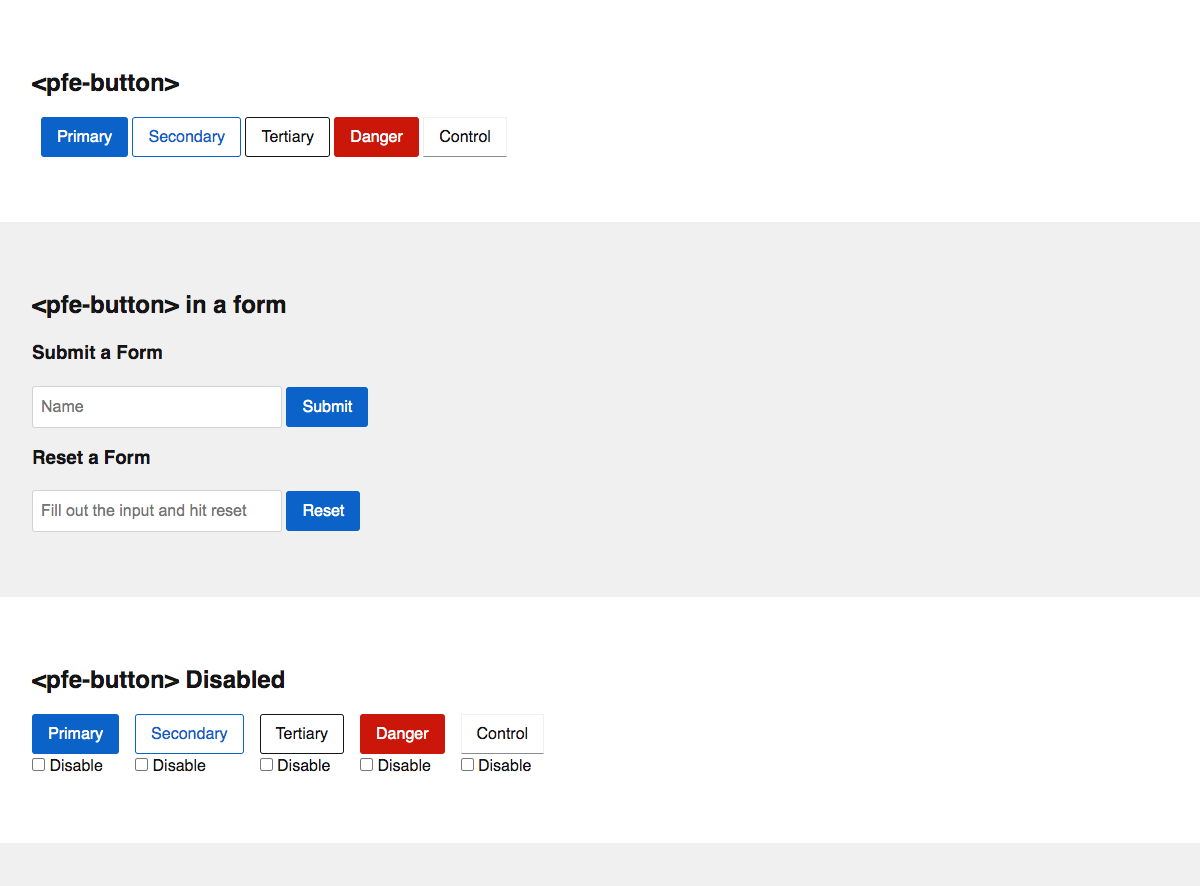 <pfe-button>
Primary Secondary Tertiary Danger Control
<pfe-button> in a form
Submit a Form
Name Submit
Reset a Form
Fill out the input and hit reset Reset
<pfe-button> Disabled
Primary Secondary Tertiary Danger Control
Disable Disable Disable Disable Disable